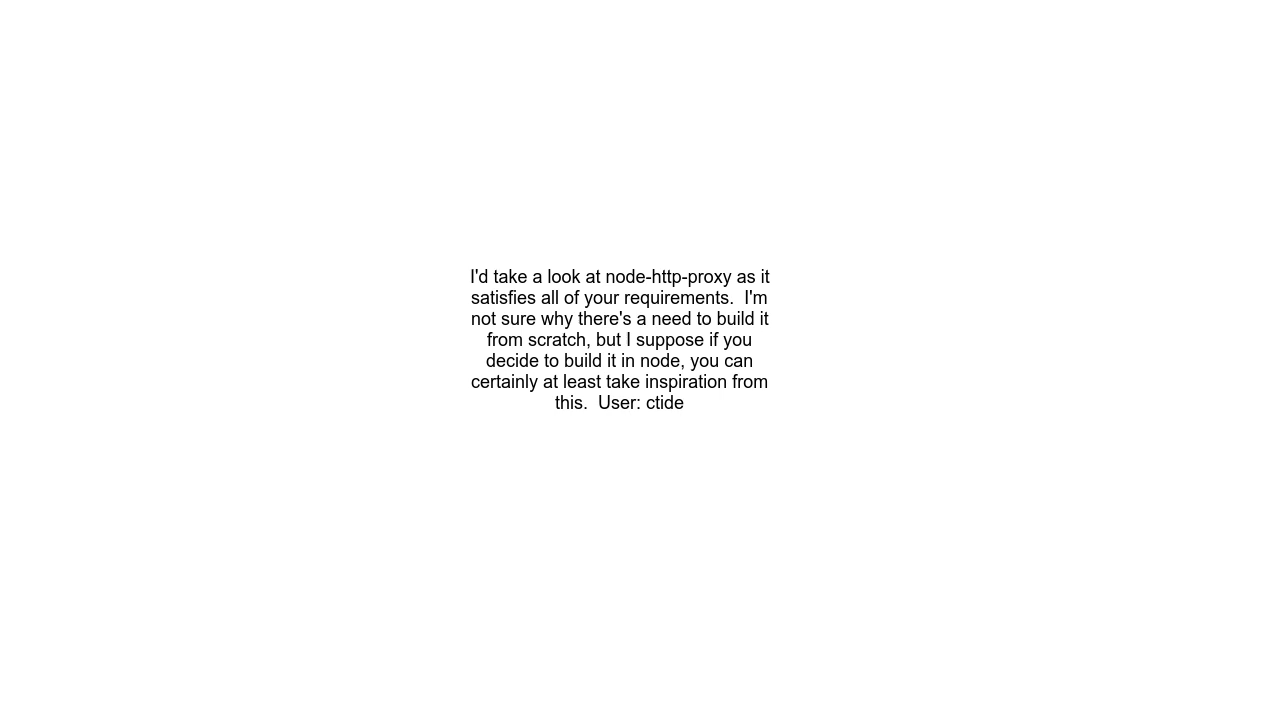 I'd take a look at node-http-proxy as it
satisfies all of your requirements.  I'm
not sure why there's a need to build it
from scratch, but I suppose if you
decide to build it in node, you can
certainly at least take inspiration from
this.  User: ctide